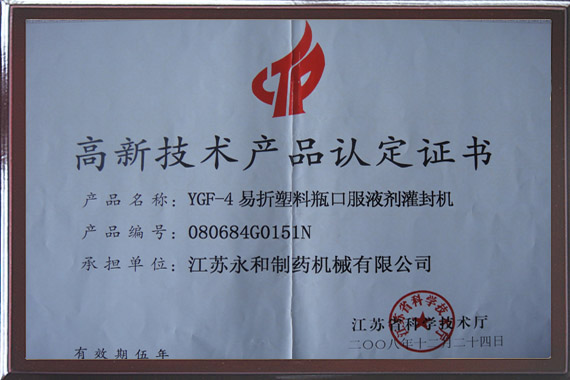 高新技术产品认定证书
产品名称：YGF-4易折塑料瓶口服液剂灌封机
产品编号：080684G0151N
承担单位：江苏永和制药机械有限公司
江苏省科学技术厅
二〇〇八年十二月二十四日
有效期伍年